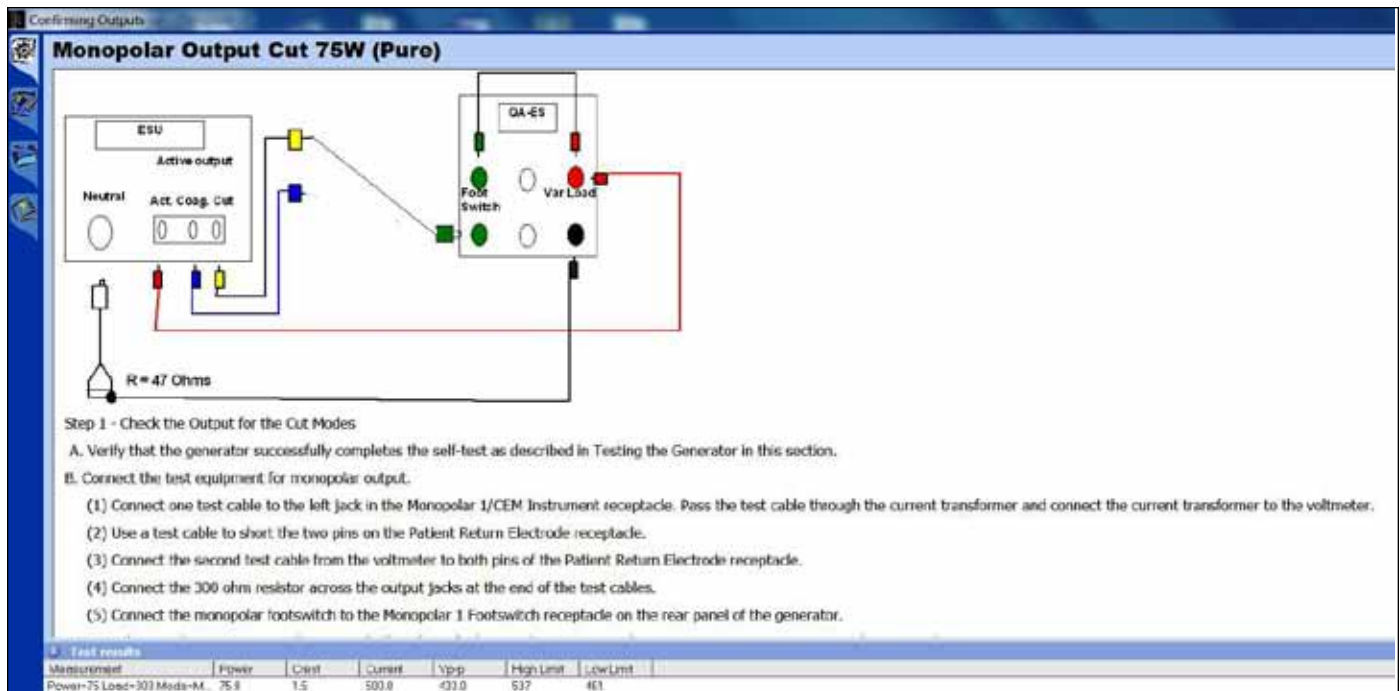 Confirming Outputs
Monopolar Output Cut 75W (Pure)
ESU
Active output
Neutral
Act. Coag. Cut
QA-ES
Foot Switch
Var Load
R = 47 Ohms
Step 1 - Check the Output for the Cut Modes
A. Verify that the generator successfully completes the self-test as described in Testing the Generator in this section.
B. Connect the test equipment for monopolar output.
(1) Connect one test cable to the left jack in the Monopolar 1/CEM Instrument receptacle. Pass the test cable through the current transformer and connect the current transformer to the voltmeter.
(2) Use a test cable to short the two pins on the Patient Return Electrode receptacle.
(3) Connect the second test cable from the voltmeter to both pins of the Patient Return Electrode receptacle.
(4) Connect the 300 ohm resistor across the output jacks at the end of the test cables.
(5) Connect the monopolar footswitch to the Monopolar 1 Footswitch receptacle on the rear panel of the generator.
Test results
Measurement Power Crest Current Vp-p High Limit Low Limit
Power=75 Load=303 Mode=M... 75.8 1.5 500.0 433.0 537 461